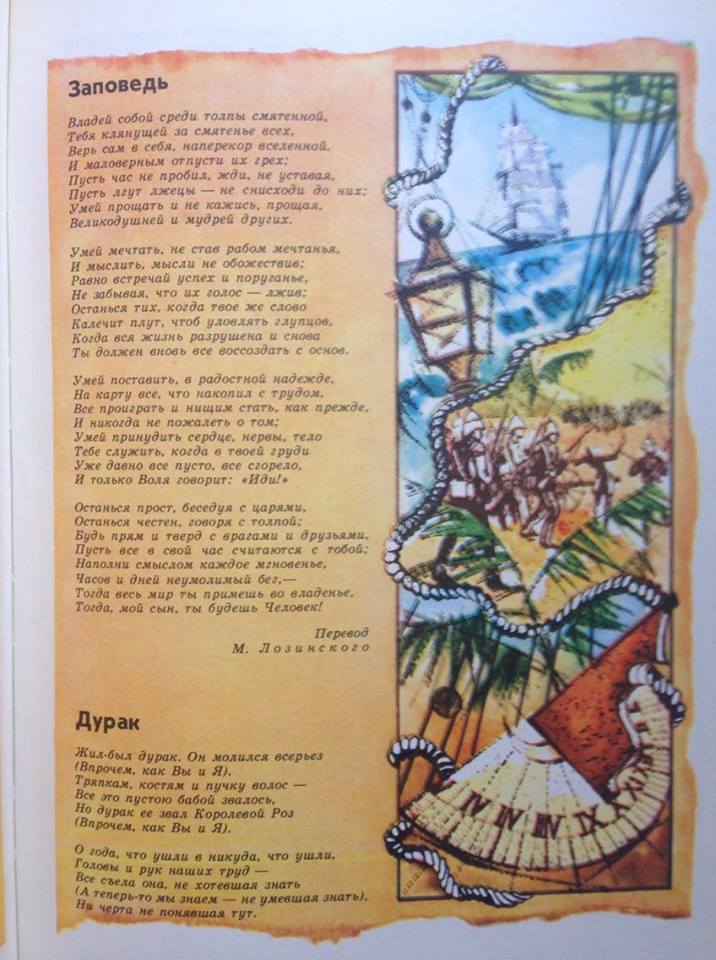 Заповедь
Владей собой среди толпы смятенной,
Тебя клянущей за смятенье всех,
Верь сам в себя, наперекор вселенной,
И маловерным отпусти их грех;
Пусть час не пробил, жди, не уставая,
Пусть лгут лжецы — не снисходи до них;
Умей прощать и не кажись, прощая,
Великодушней и мудрей других.
Умей мечтать, не став рабом мечтанья,
И мыслить, мысли не обожествив;
Равно встречай успех и поруганье,
Не забывая, что их голос — лжив;
Останься тих, когда твое же слово
Калечит плут, чтоб уловлять глупцов,
Когда вся жизнь разрушена и снова
Ты должен вновь все воссоздать с основ.
Умей поставить, в радостной надежде,
На карту все, что накопил с трудом,
Все проиграть и нищим стать, как прежде,
И никогда не пожалеть о том;
Умей принудить сердце, нервы, тело
Тебе служить, когда в твоей груди
Уже давно все пусто, все сгорело,
И только Воля говорит: «Иди!»
Останься прост, беседуя с царями,
Останься честен, говоря с толпой;
Будь прям и тверд с врагами и друзьями,
Пусть все в свой час считаются с тобой;
Наполни смыслом каждое мгновенье,
Часов и дней неумолимый бег,—
Тогда весь мир ты примешь во владенье,
Тогда, мой сын, ты будешь Человек!
Перевод
М. Лозинского
Дурак
Жил-был дурак. Он молился всерьез
(Впрочем, как Вы и Я).
Тряпкам, костям и пучку волос —
Все это пустою бабой звалось,
Но дурак ее звал Королевой Роз
(Впрочем, как Вы и Я).
О года, что ушли в никуда, что ушли,
Головы и рук наших труд —
Все съела она, не хотевшая знать
(А теперь-то мы знаем — не умевшая знать),
Ни черта не понявшая тут.
IV IV IIV IX X XI